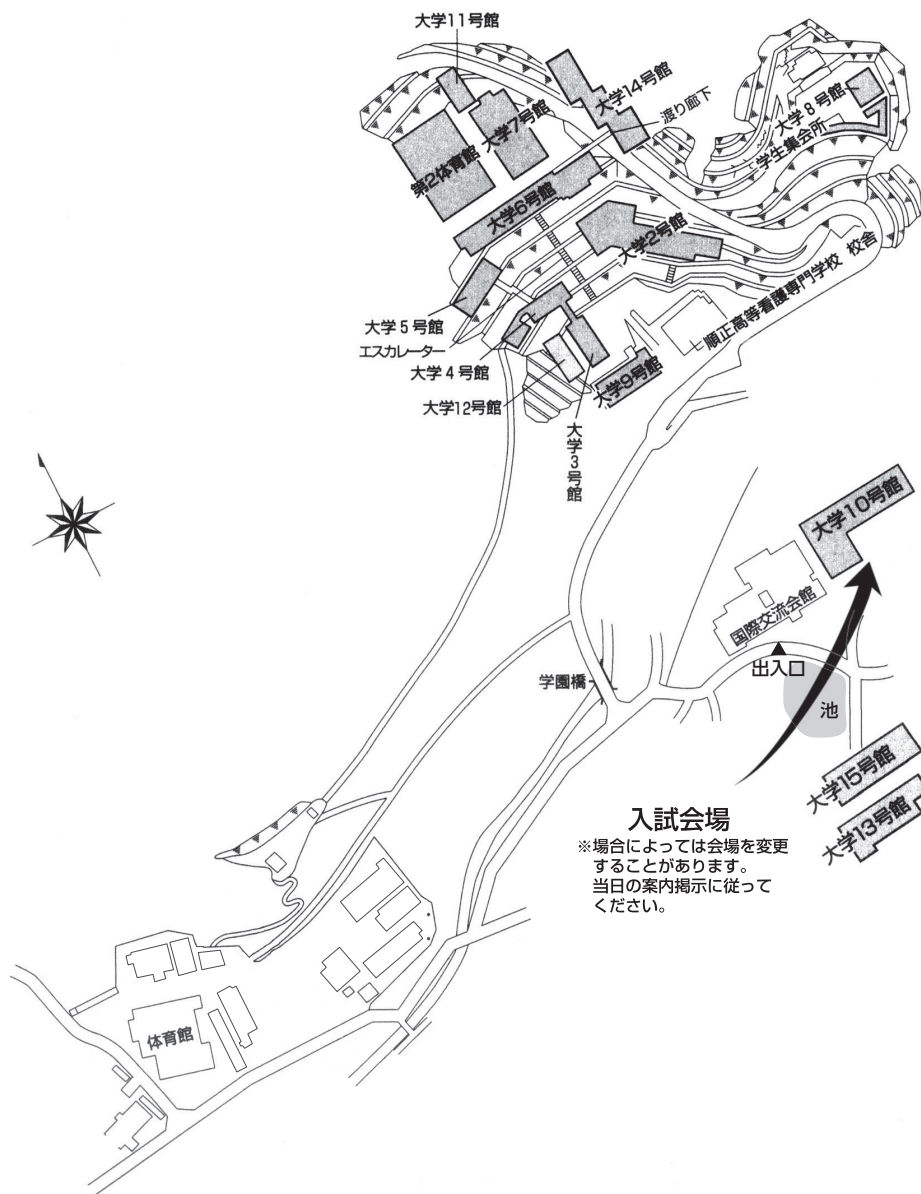 大学11号館
大学14号館
渡り廊下
大学8号館
学生集会所
大学7号館
第2体育館
大学6号館
大学2号館
順正高等看護専門学校 校舎
大学5号館
エスカレーター
大学4号館
大学12号館
大学3号館
大学9号館
大学10号館
国際交流会館
出入口
学園橋
池
大学15号館
大学13号館
入試会場
※場合によっては会場を変更
することがあります。
当日の案内掲示に従って
ください。
体育館